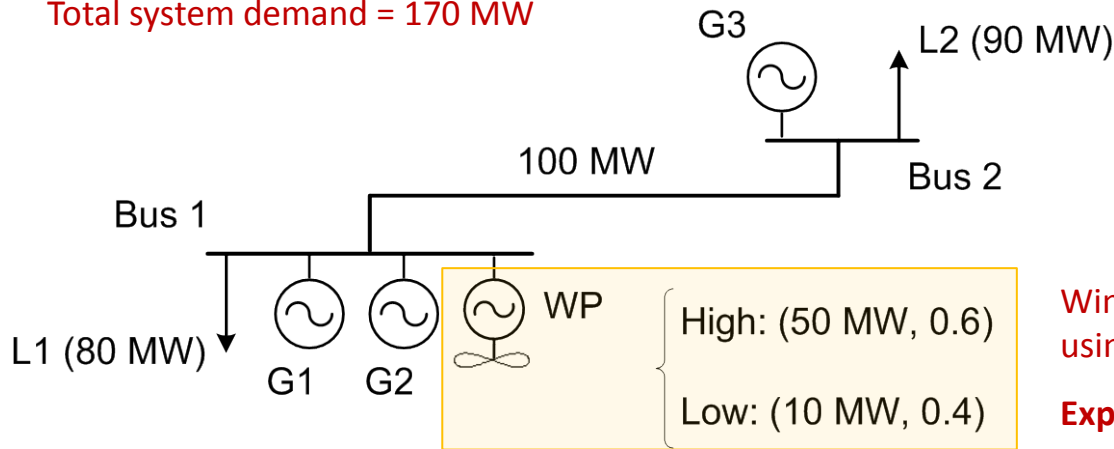 Total system demand = 170 MW
G3
L2 (90 MW)
100 MW
Bus 2
Bus 1
WP
High: (50 MW, 0.6)
L1 (80 MW)
G1
G2
Low: (10 MW, 0.4)